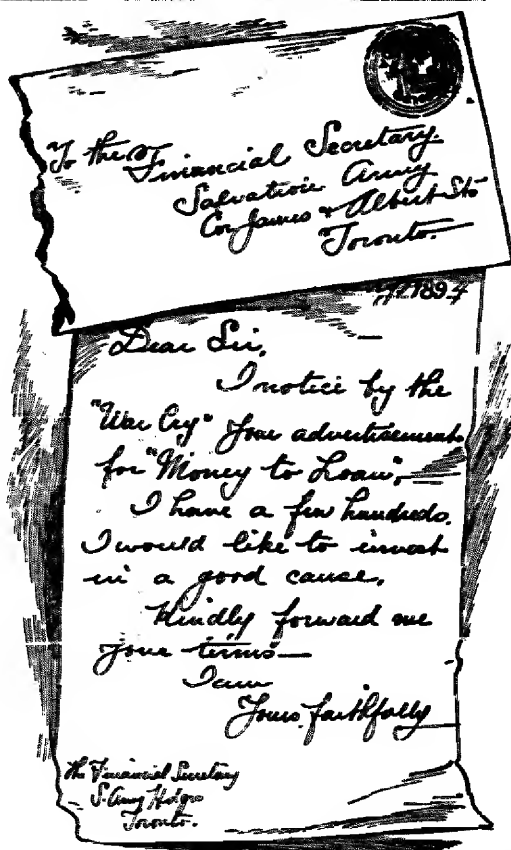 To the Financial Secretary.
Salvation Army
Cor James & Albert Sts
Toronto.
1894
Dear Sir,
I notice by the
"War Cry" your advertisement
for "Money to Loan",
I have a few hundreds.
I would like to invest
in a good cause.
Kindly forward me
your terms—
I am
Yours faithfully
The Financial Secretary
S. Army Hdqrs
Toronto.